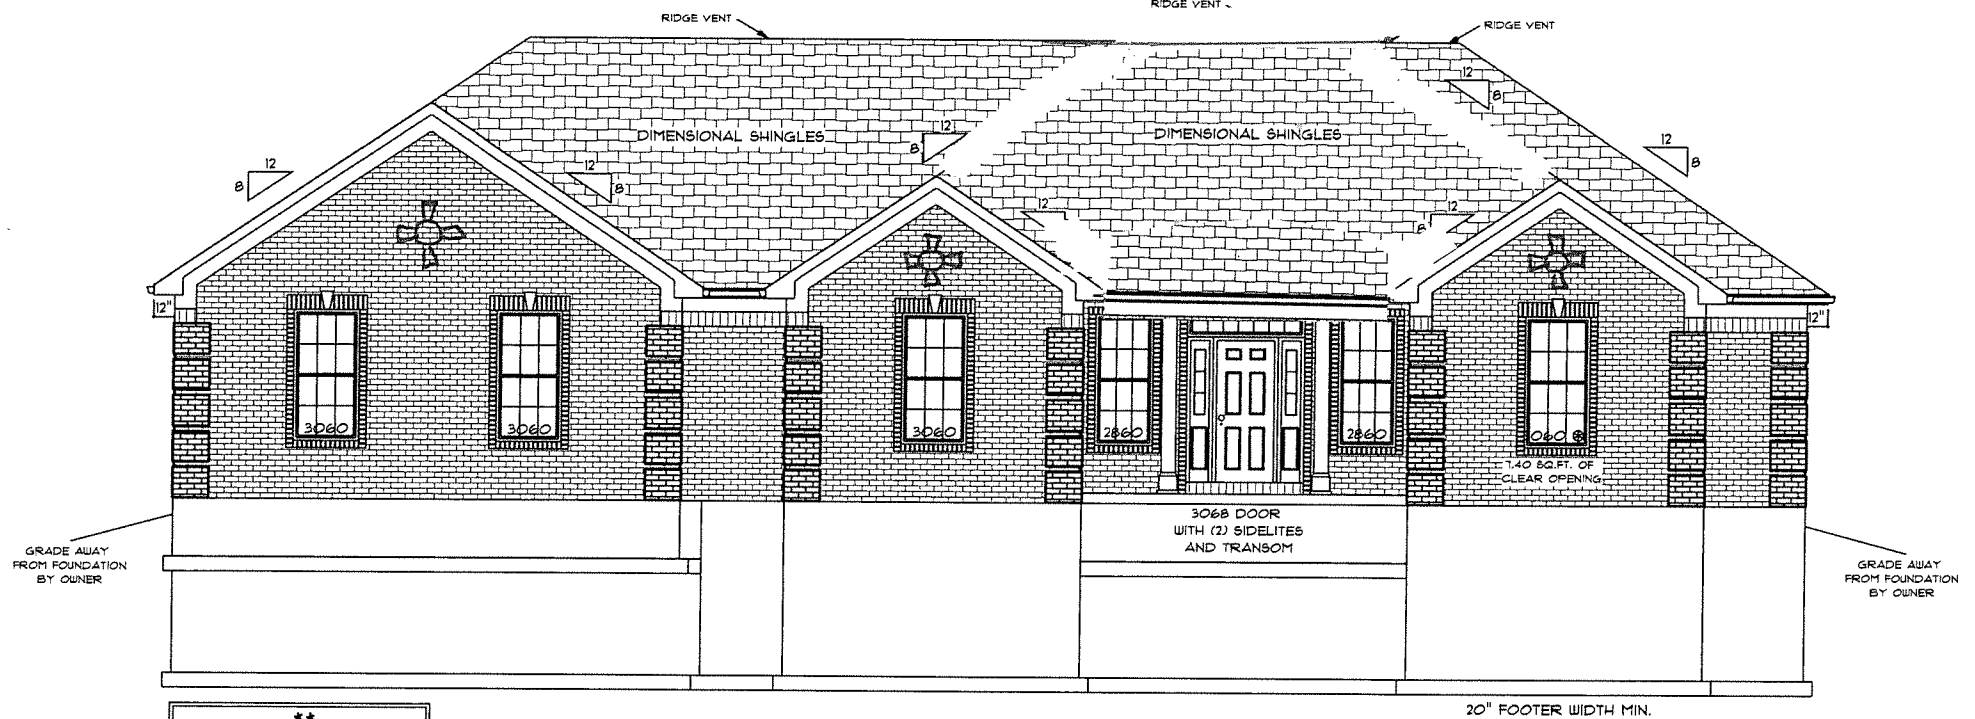 RIDGE VENT
RIDGE VENT
RIDGE VENT
12
8
DIMENSIONAL SHINGLES
12
8
DIMENSIONAL SHINGLES
12
8
12
8
12
8
12
12
8
12"
12"
3060
3060
3060
2860
2860
060
7.40 SQ.FT. OF
CLEAR OPENING
3068 DOOR
WITH (2) SIDELITES
AND TRANSOM
GRADE AWAY
FROM FOUNDATION
BY OWNER
GRADE AWAY
FROM FOUNDATION
BY OWNER
20" FOOTER WIDTH MIN.
**